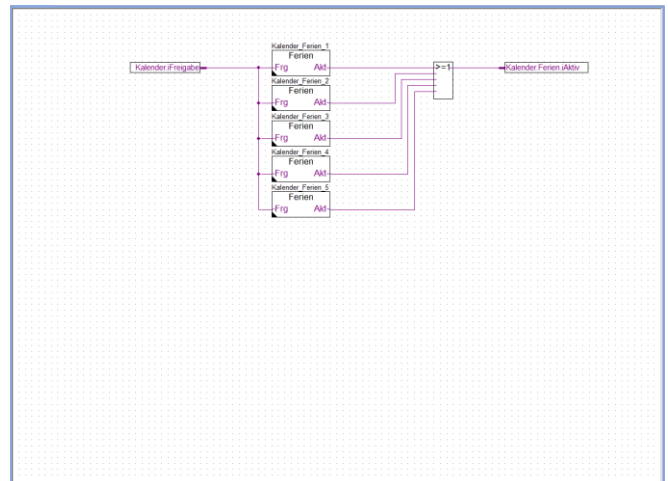 Kalender_Ferien_1
Ferien
Kalender.iFreigabe
Frg Akt
>=1
Kalender.Ferien.iAktiv
Kalender_Ferien_2
Ferien
Frg Akt
Kalender_Ferien_3
Ferien
Frg Akt
Kalender_Ferien_4
Ferien
Frg Akt
Kalender_Ferien_5
Ferien
Frg Akt